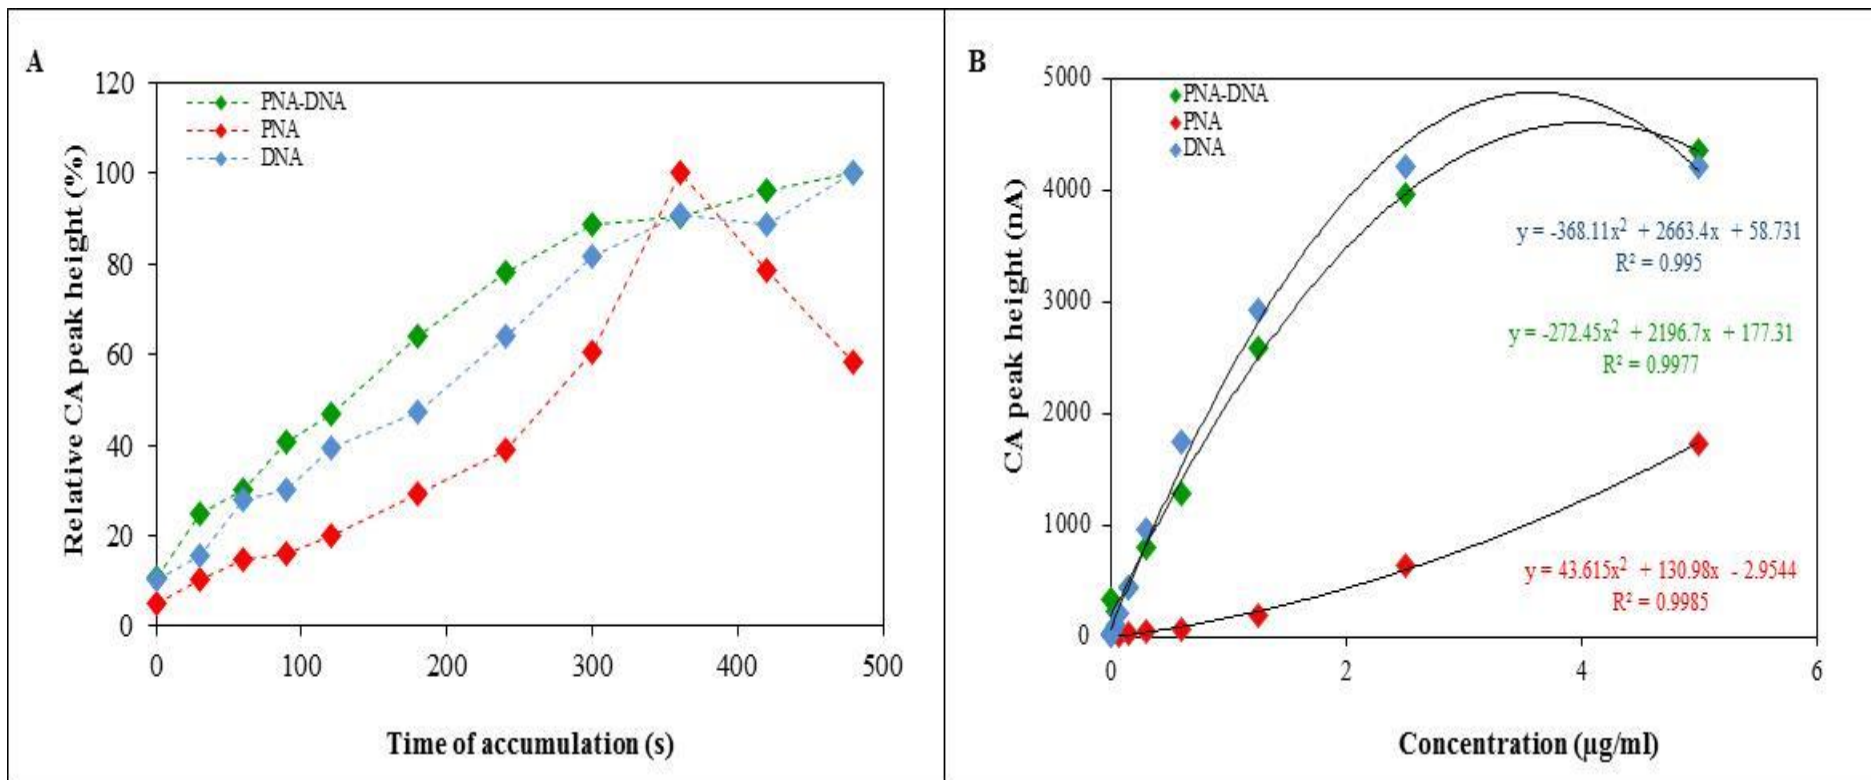 A
Relative CA peak height (%)
120
100
80
60
40
20
0
PNA-DNA
PNA
DNA
0 100 200 300 400 500
Time of accumulation (s)
B
CA peak height (nA)
5000
4000
3000
2000
1000
0
PNA-DNA
PNA
DNA
y = -368.11x² + 2663.4x + 58.731
R² = 0.995
y = -272.45x² + 2196.7x + 177.31
R² = 0.9977
y = 43.615x² + 130.98x - 2.9544
R² = 0.9985
0 2 4 6
Concentration (µg/ml)